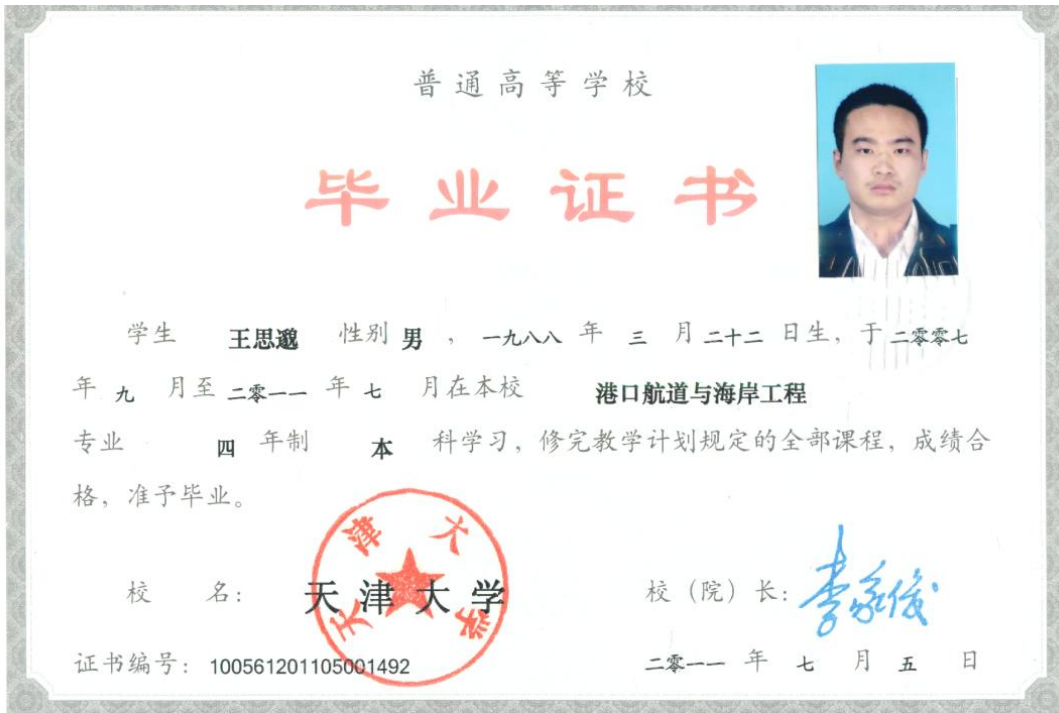 普通高等学校
毕业证书
学生 王思邈 性别 男 ，一九八八 年 三 月 二十二 日生，于 二零零七
年 九 月至 二零一一 年 七 月在本校 港口航道与海岸工程
专业 四 年制 本 科学习，修完教学计划规定的全部课程，成绩合
格，准予毕业。
天津大学
校 名： 天津大学 校（院）长：李家俊
证书编号：100561201105001492 二零一一 年 七 月 五 日